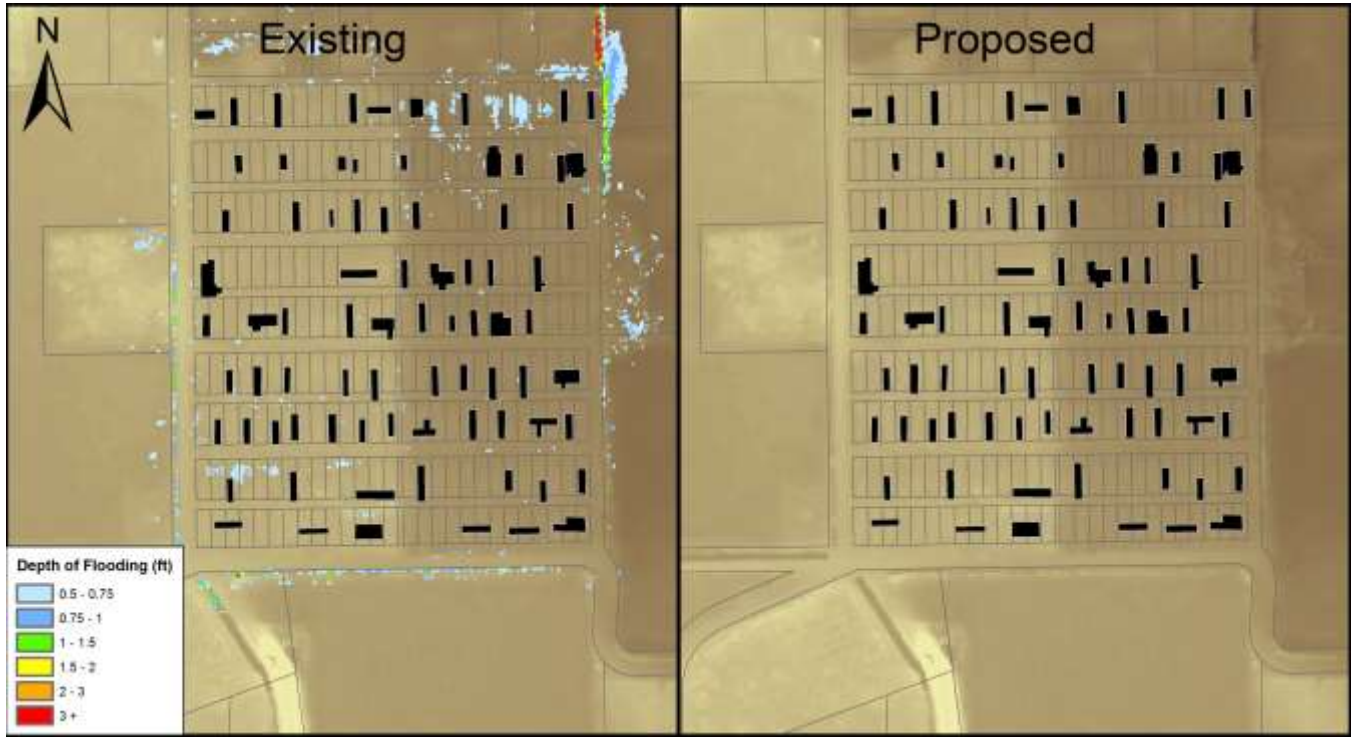 N
Existing
Proposed
Depth of Flooding (ft)
0.5 - 0.75
0.75 - 1
1 - 1.5
1.5 - 2
2 - 3
3 +